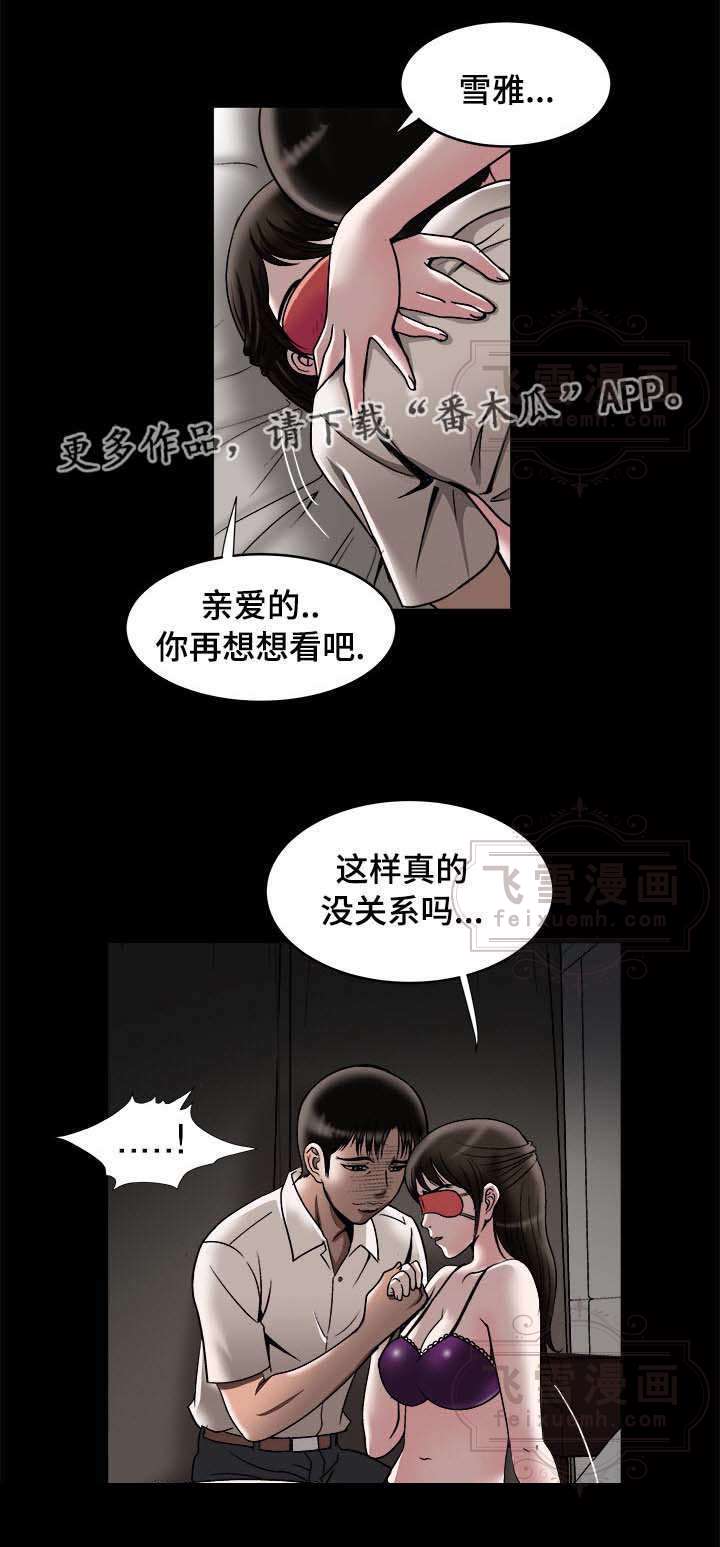 雪雅...
飞雪漫画
feixuemh.com
更多作品，请下载“番木瓜”APP。
亲爱的..
你再想想看吧.
这样真的
没关系吗...
飞雪漫画
feixuemh.com
......!
飞雪漫画
feixuemh.com